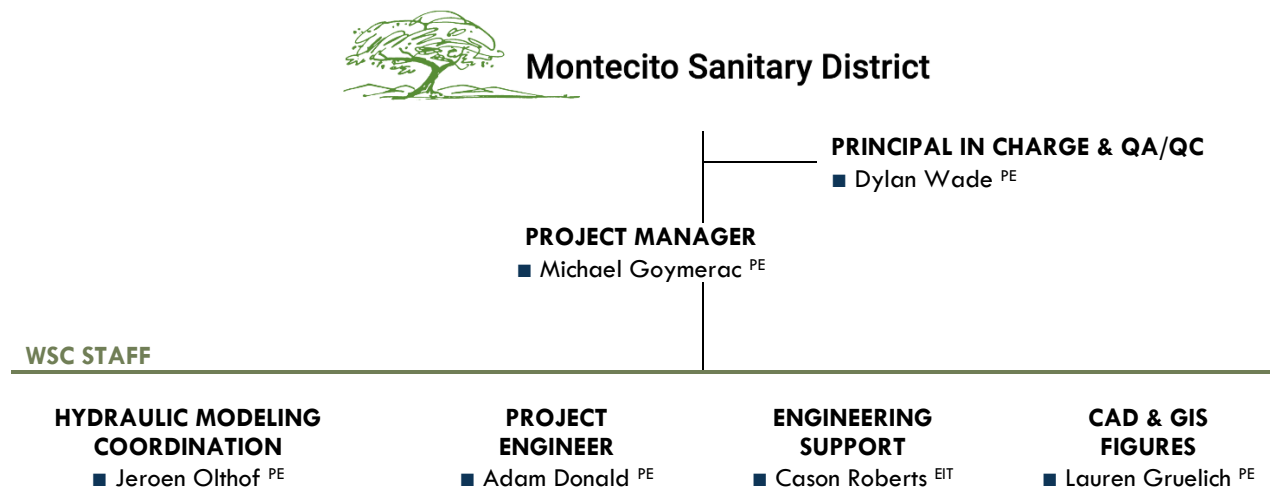 Montecito Sanitary District
PRINCIPAL IN CHARGE & QA/QC
■ Dylan Wade PE
PROJECT MANAGER
■ Michael Goymerac PE
WSC STAFF
HYDRAULIC MODELING
COORDINATION
■ Jeroen Olthof PE
PROJECT
ENGINEER
■ Adam Donald PE
ENGINEERING
SUPPORT
■ Cason Roberts EIT
CAD & GIS
FIGURES
■ Lauren Gruelich PE